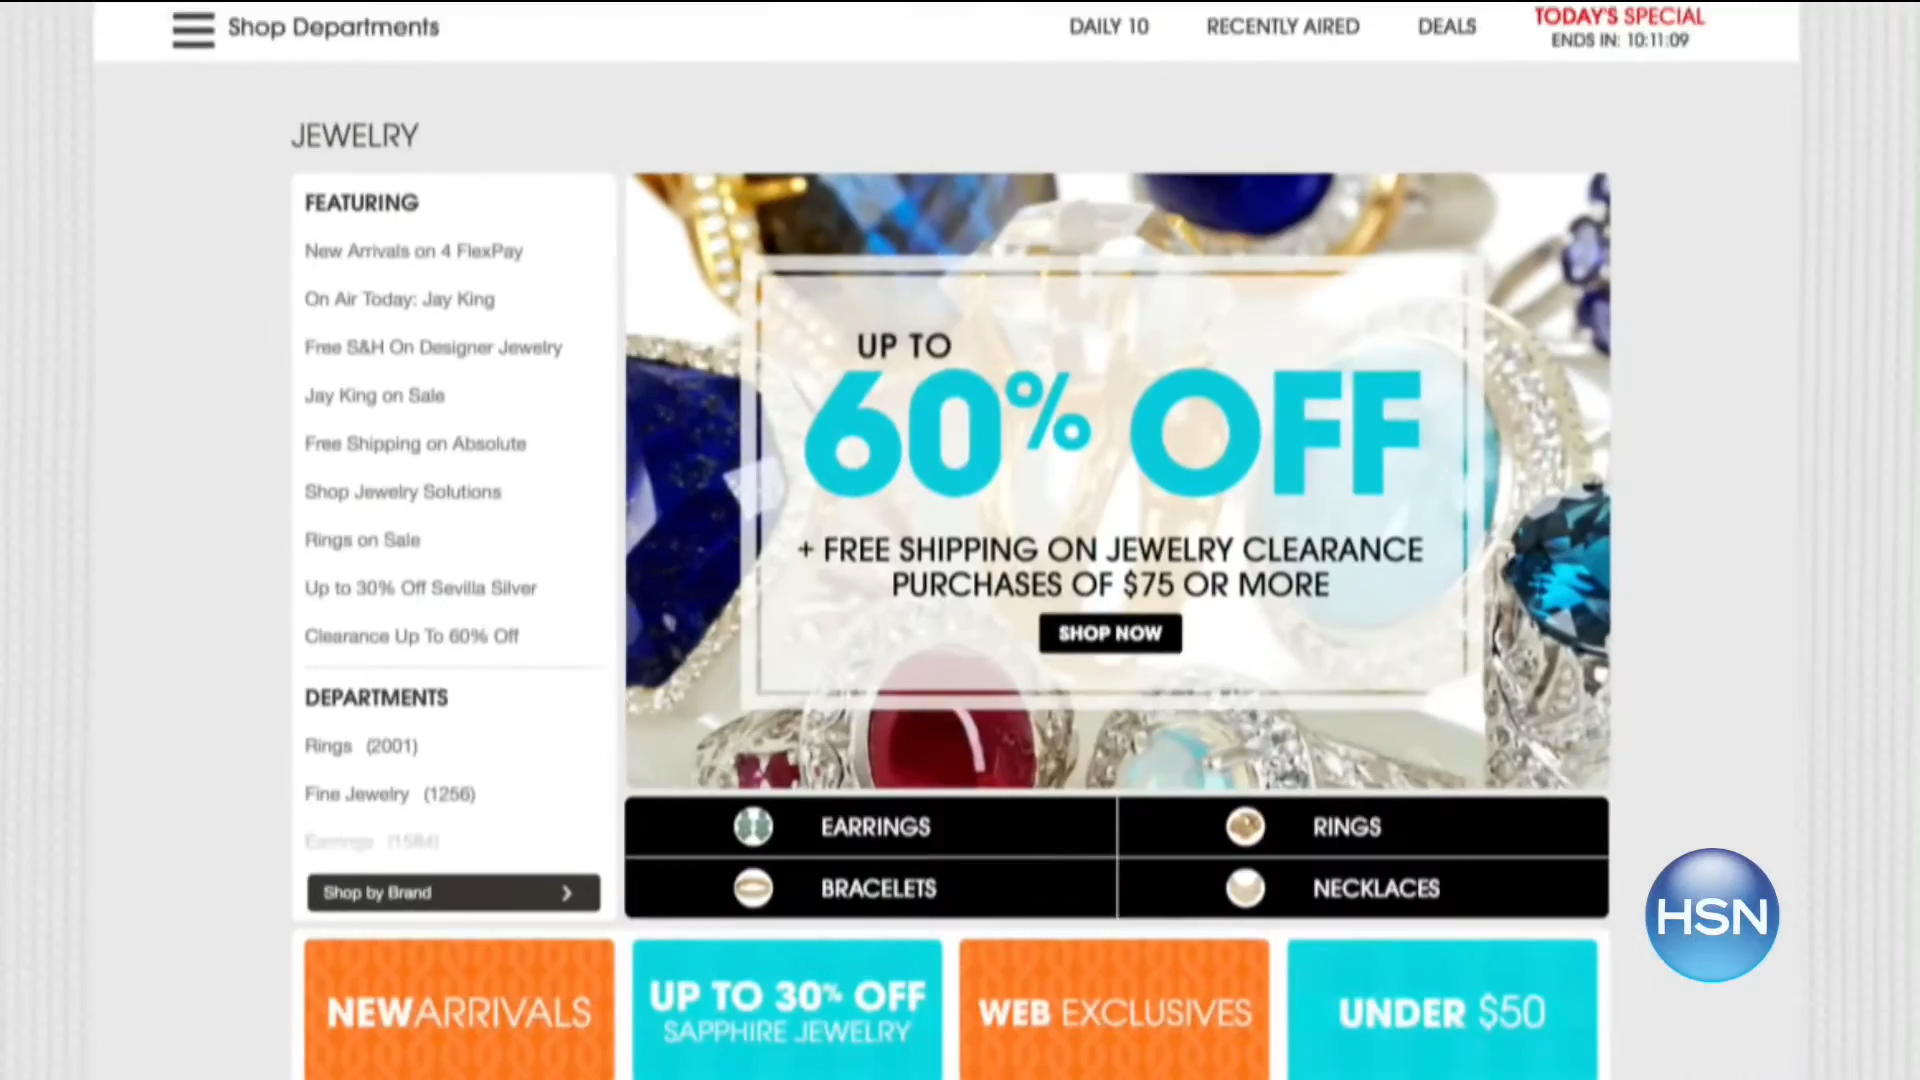 Shop Departments
DAILY 10
RECENTLY AIRED
DEALS
TODAY'S SPECIAL
ENDS IN: 10:11:09
JEWELRY
FEATURING
New Arrivals on 4 FlexPay
On Air Today: Jay King
Free S&H On Designer Jewelry
Jay King on Sale
Free Shipping on Absolute
Shop Jewelry Solutions
Rings on Sale
Up to 30% Off Sevilla Silver
Clearance Up To 60% Off
DEPARTMENTS
Rings (2001)
Fine Jewelry (1256)
Earrings (1584)
Shop by Brand
UP TO
60% OFF
+ FREE SHIPPING ON JEWELRY CLEARANCE
PURCHASES OF $75 OR MORE
SHOP NOW
EARRINGS
RINGS
BRACELETS
NECKLACES
HSN
NEWARRIVALS
UP TO 30% OFF
SAPPHIRE JEWELRY
WEB EXCLUSIVES
UNDER $50